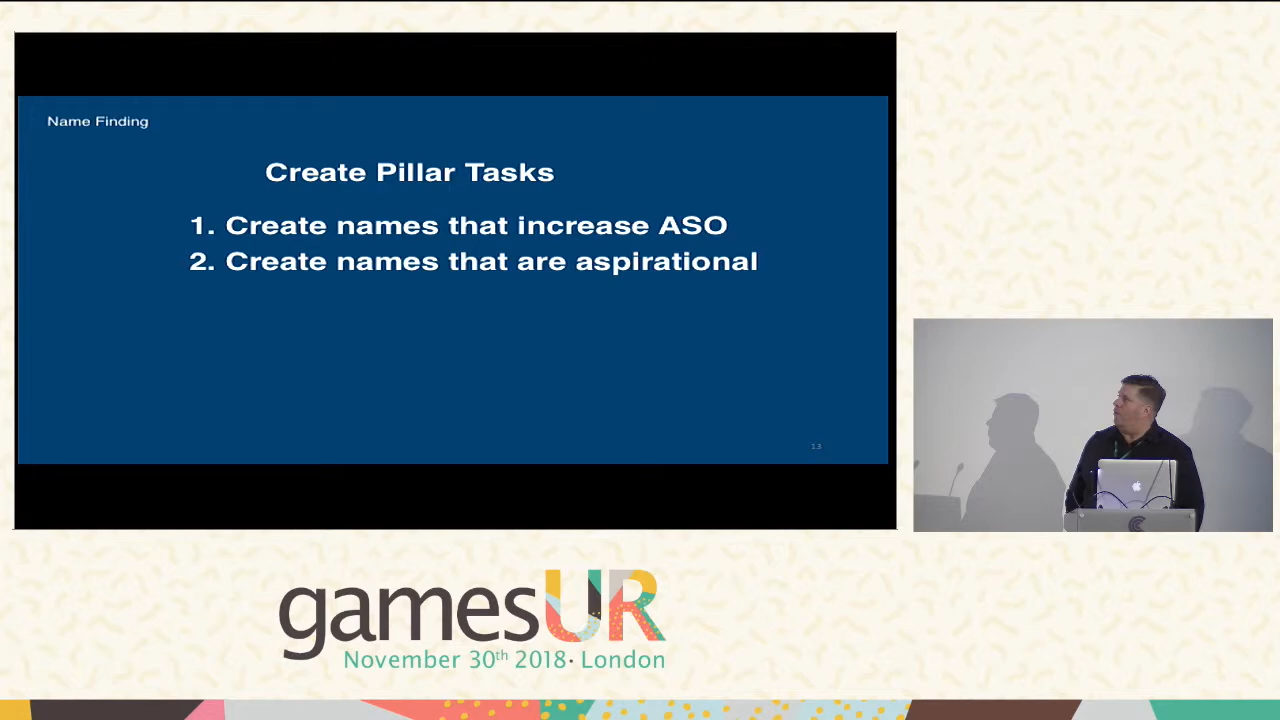 Name Finding
Create Pillar Tasks
1. Create names that increase ASO
2. Create names that are aspirational
13
gamesUR
November 30th 2018· London